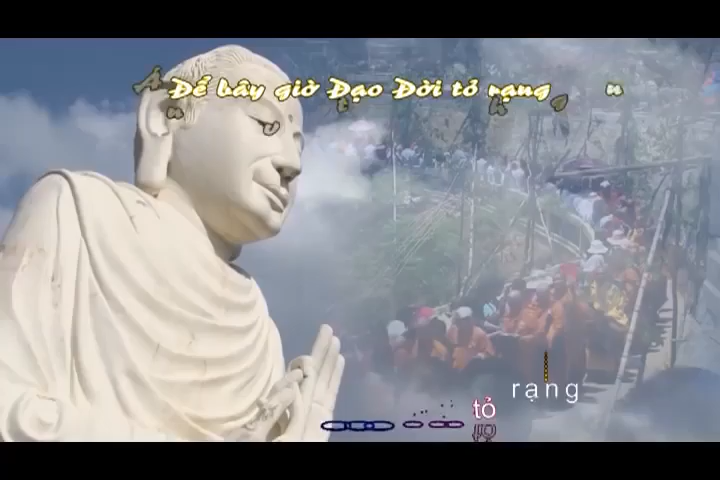 Để bây giờ Đạo Đời tỏ rạng
rạng
tỏ